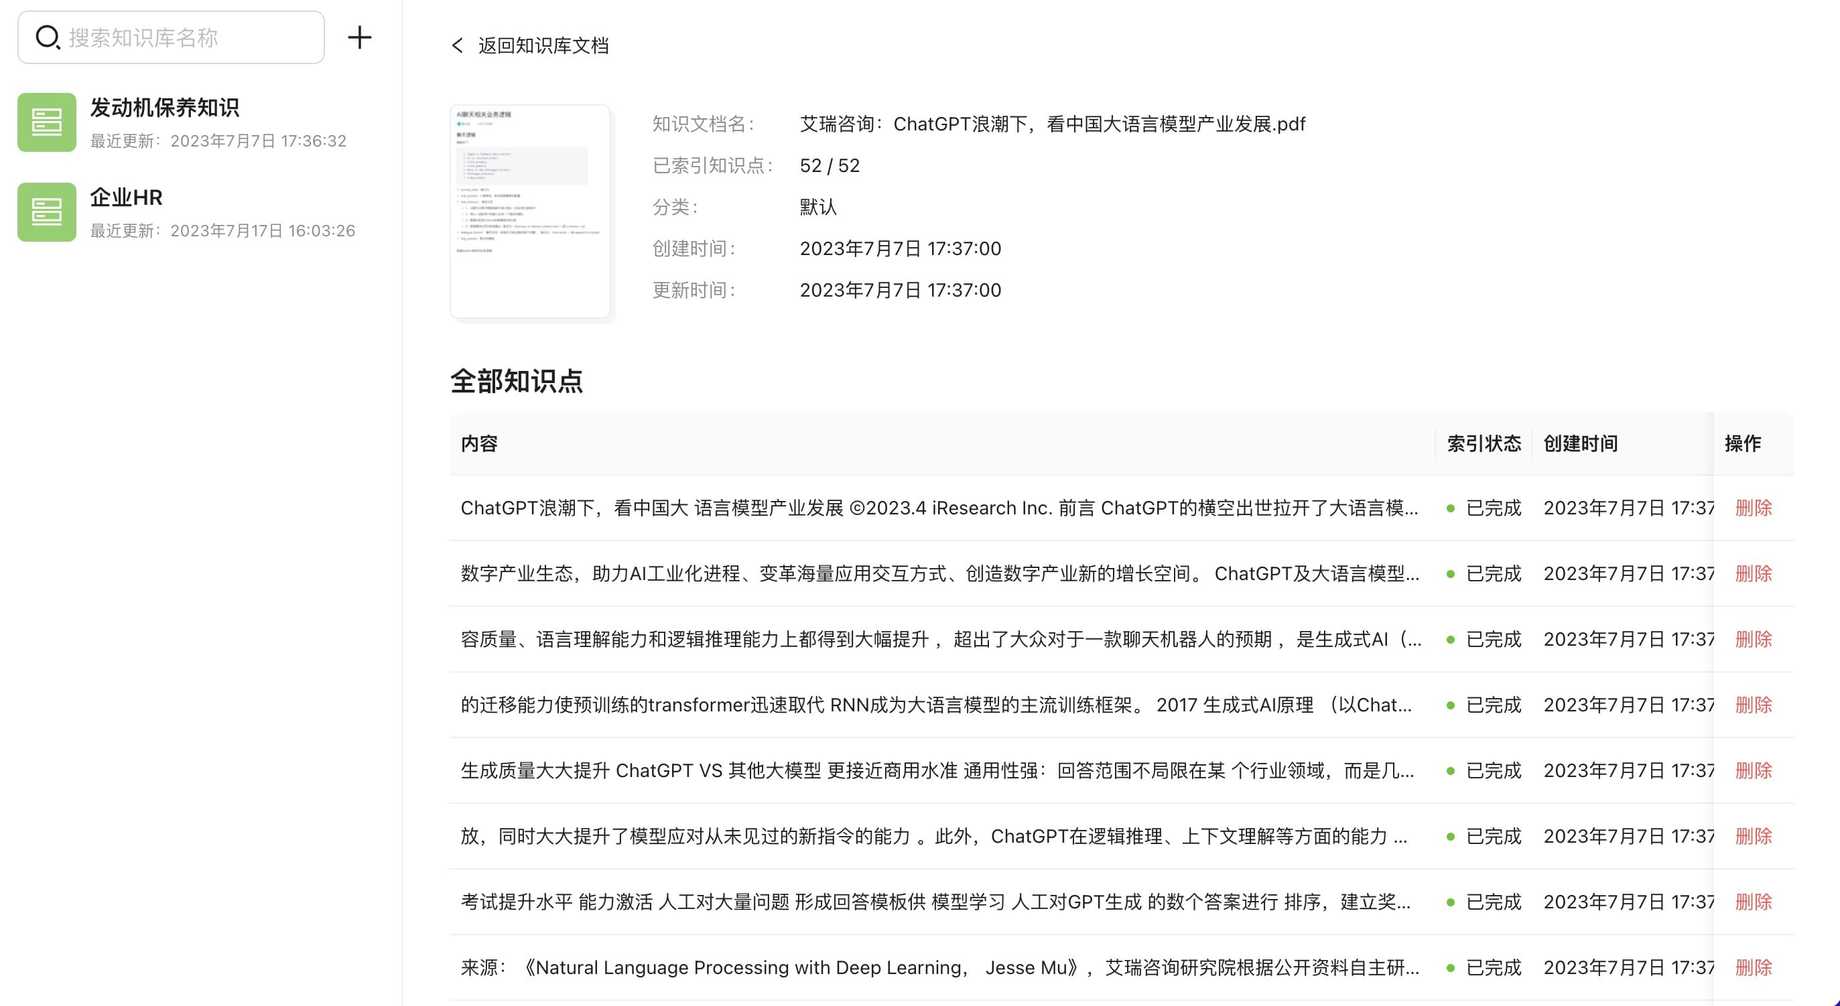 搜索知识库名称
发动机保养知识
最近更新：2023年7月7日 17:36:32
企业HR
最近更新：2023年7月17日 16:03:26
返回知识库文档
AI聊天相关业务逻辑
聊天逻辑
知识文档名： 艾瑞咨询：ChatGPT浪潮下，看中国大语言模型产业发展.pdf
已索引知识点： 52 / 52
分类： 默认
创建时间： 2023年7月7日 17:37:00
更新时间： 2023年7月7日 17:37:00
全部知识点
内容 索引状态 创建时间 操作
ChatGPT浪潮下，看中国大 语言模型产业发展 ©2023.4 iResearch Inc. 前言 ChatGPT的横空出世拉开了大语言模... 已完成 2023年7月7日 17:37 删除
数字产业生态，助力AI工业化进程、变革海量应用交互方式、创造数字产业新的增长空间。 ChatGPT及大语言模型... 已完成 2023年7月7日 17:37 删除
容质量、语言理解能力和逻辑推理能力上都得到大幅提升 ，超出了大众对于一款聊天机器人的预期 ，是生成式AI（... 已完成 2023年7月7日 17:37 删除
的迁移能力使预训练的transformer迅速取代 RNN成为大语言模型的主流训练框架。 2017 生成式AI原理 （以Chat... 已完成 2023年7月7日 17:37 删除
生成质量大大提升 ChatGPT VS 其他大模型 更接近商用水准 通用性强：回答范围不局限在某 个行业领域，而是几... 已完成 2023年7月7日 17:37 删除
放，同时大大提升了模型应对从未见过的新指令的能力 。此外，ChatGPT在逻辑推理、上下文理解等方面的能力 ... 已完成 2023年7月7日 17:37 删除
考试提升水平 能力激活 人工对大量问题 形成回答模板供 模型学习 人工对GPT生成 的数个答案进行 排序，建立奖... 已完成 2023年7月7日 17:37 删除
来源：《Natural Language Processing with Deep Learning， Jesse Mu》，艾瑞咨询研究院根据公开资料自主研... 已完成 2023年7月7日 17:37 删除